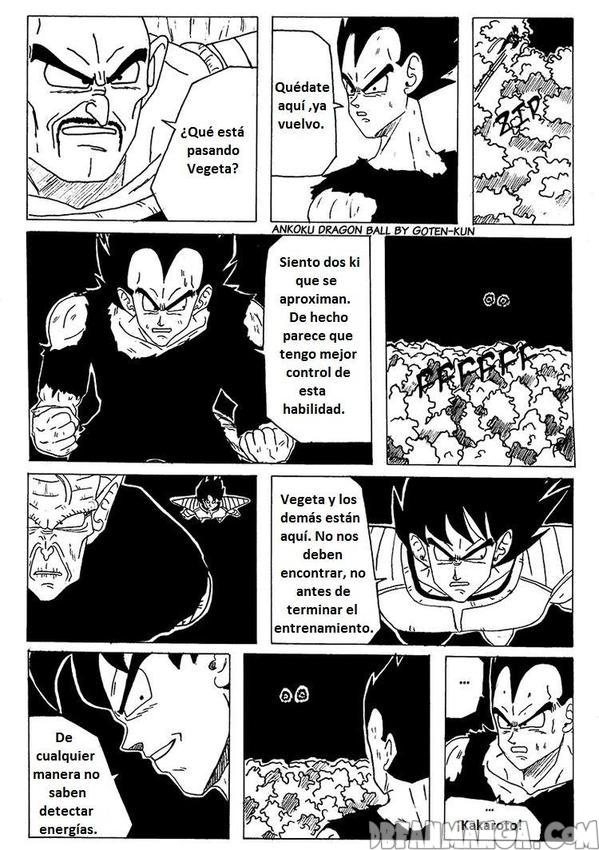 ¿Qué está
pasando
Vegeta?
Quédate
aquí ,ya
vuelvo.
ZIP
ANKOKU DRAGON BALL BY GOTEN-KUN
Siento dos ki
que se
aproximan.
De hecho
parece que
tengo mejor
control de
esta
habilidad.
FFFFFFF
Vegeta y los
demás están
aquí. No nos
deben
encontrar, no
antes de
terminar el
entrenamiento.
De
cualquier
manera no
saben
detectar
energías.
...
...
¡Kakaroto!
DBFANMANGA.COM